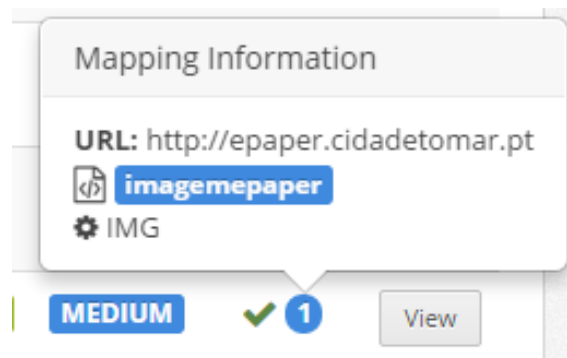 Mapping Information
URL: http://epaper.cidadetomar.pt
imagemepaper
IMG
MEDIUM 1 View